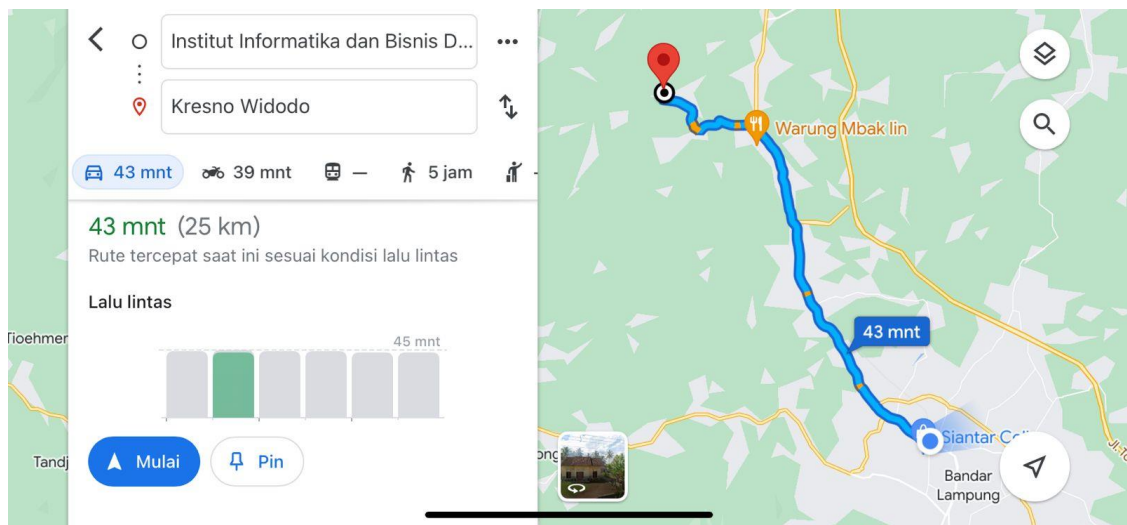 Institut Informatika dan Bisnis D...
Kresno Widodo
43 mnt
39 mnt
—
5 jam
43 mnt (25 km)
Rute tercepat saat ini sesuai kondisi lalu lintas
Lalu lintas
45 mnt
Mulai
Pin
Tioehmer
Tandj
Warung Mbak Iin
43 mnt
Siantar
Bandar
Lampung
ong